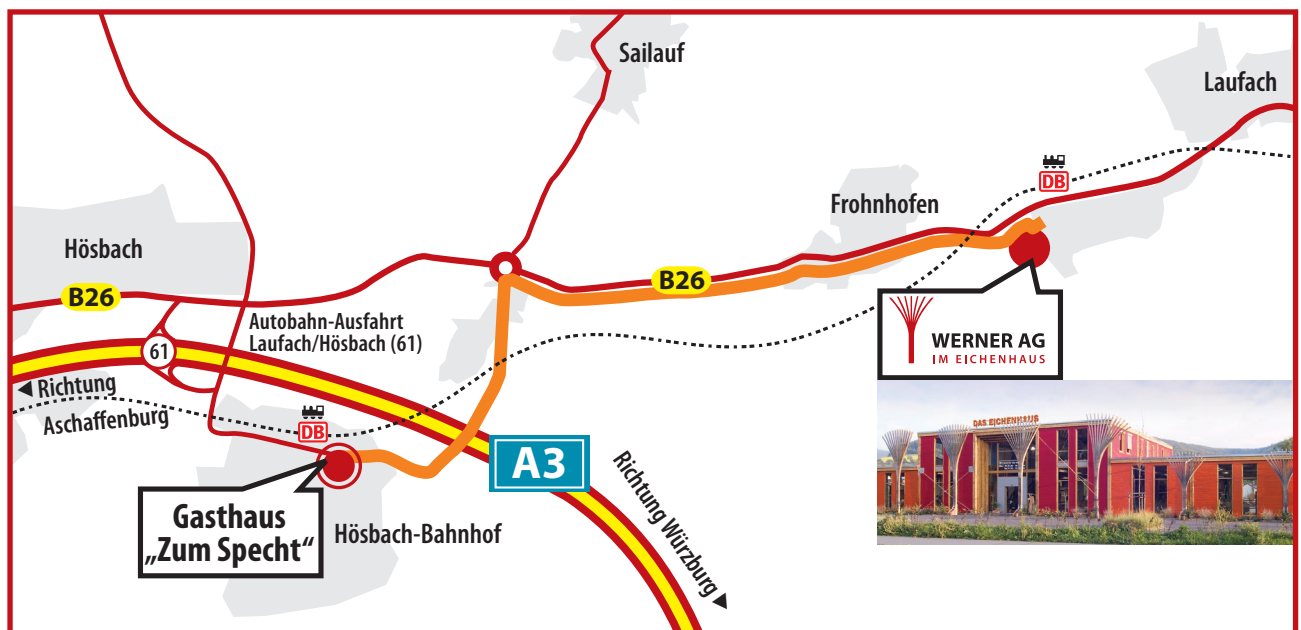 Sailauf
Laufach
DB
Frohnhofen
Hösbach
B26
B26
Autobahn-Ausfahrt
Laufach/Hösbach (61)
61
WERNER AG
IM EICHENHAUS
Richtung
Aschaffenburg
DB
DAS EICHENHAUS
A3
Gasthaus
„Zum Specht“
Hösbach-Bahnhof
Richtung Würzburg